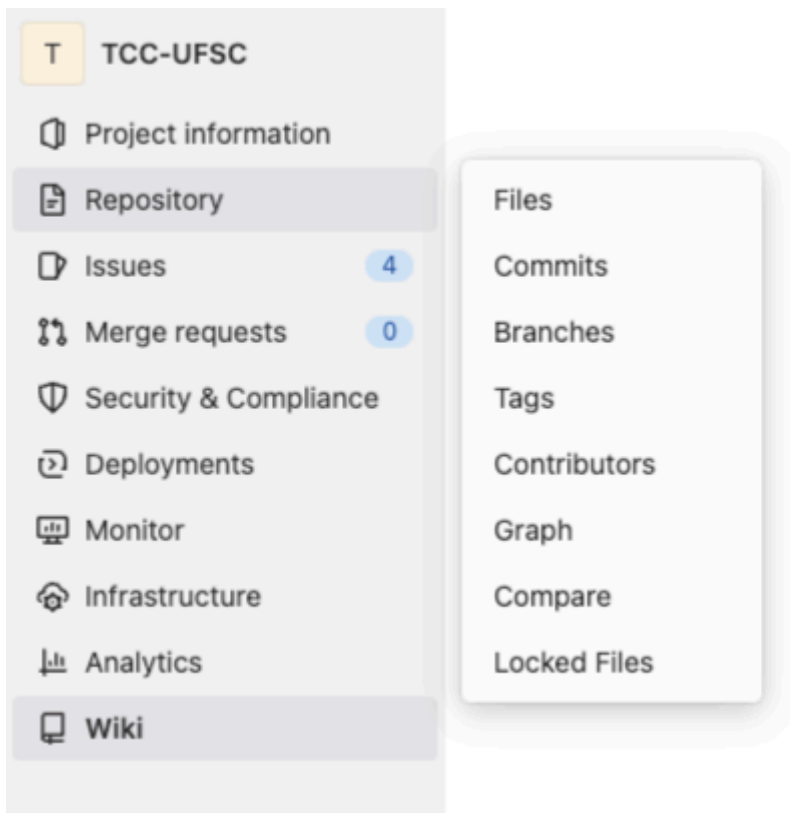 T TCC-UFSC
Project information
Repository
Issues 4
Merge requests 0
Security & Compliance
Deployments
Monitor
Infrastructure
Analytics
Wiki
Files
Commits
Branches
Tags
Contributors
Graph
Compare
Locked Files